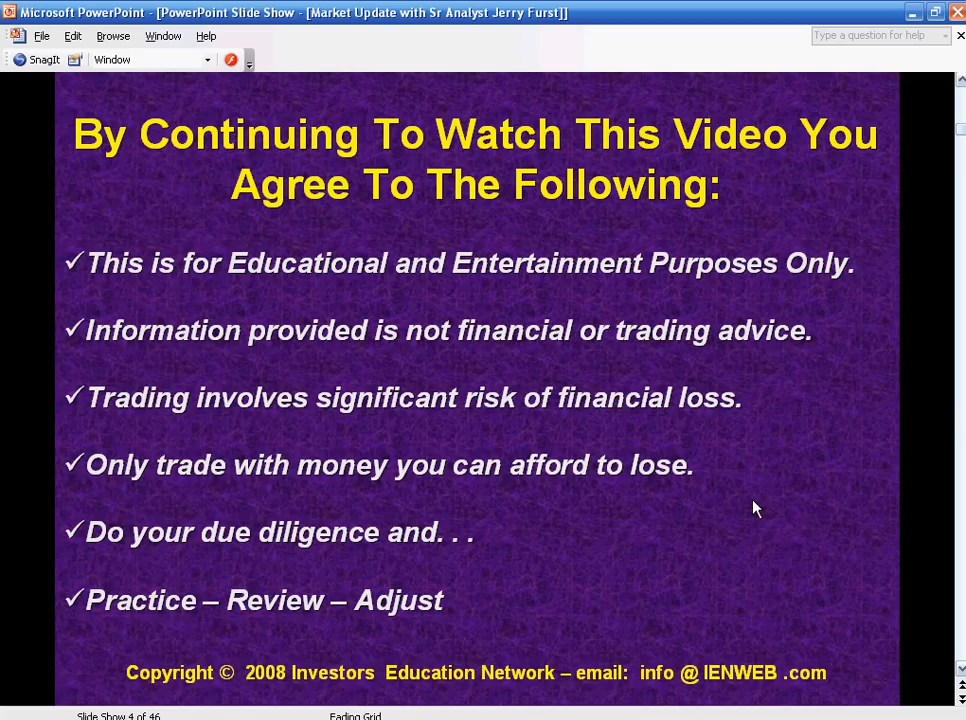 Microsoft PowerPoint - [PowerPoint Slide Show - [Market Update with Sr Analyst Jerry Furst]]
File Edit Browse Window Help
Type a question for help
SnagIt Window
By Continuing To Watch This Video You
Agree To The Following:
✓This is for Educational and Entertainment Purposes Only.
✓Information provided is not financial or trading advice.
✓Trading involves significant risk of financial loss.
✓Only trade with money you can afford to lose.
✓Do your due diligence and. . .
✓Practice – Review – Adjust
Copyright © 2008 Investors Education Network – email: info @ IENWEB .com
Slide Show 4 of 46 Fading Grid